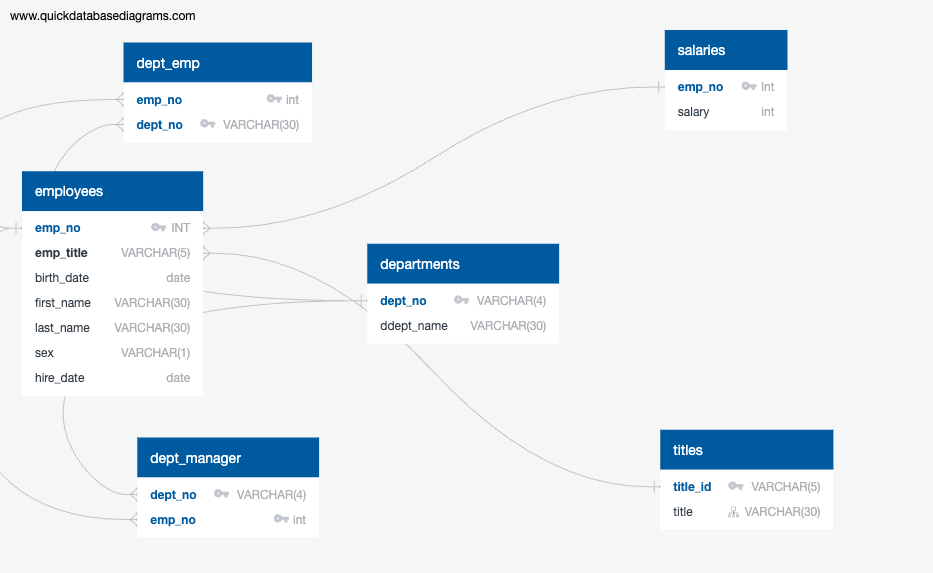 www.quickdatabasediagrams.com
dept_emp
emp_no int
dept_no VARCHAR(30)
salaries
emp_no Int
salary int
employees
emp_no INT
emp_title VARCHAR(5)
birth_date date
first_name VARCHAR(30)
last_name VARCHAR(30)
sex VARCHAR(1)
hire_date date
departments
dept_no VARCHAR(4)
ddept_name VARCHAR(30)
dept_manager
dept_no VARCHAR(4)
emp_no int
titles
title_id VARCHAR(5)
title VARCHAR(30)